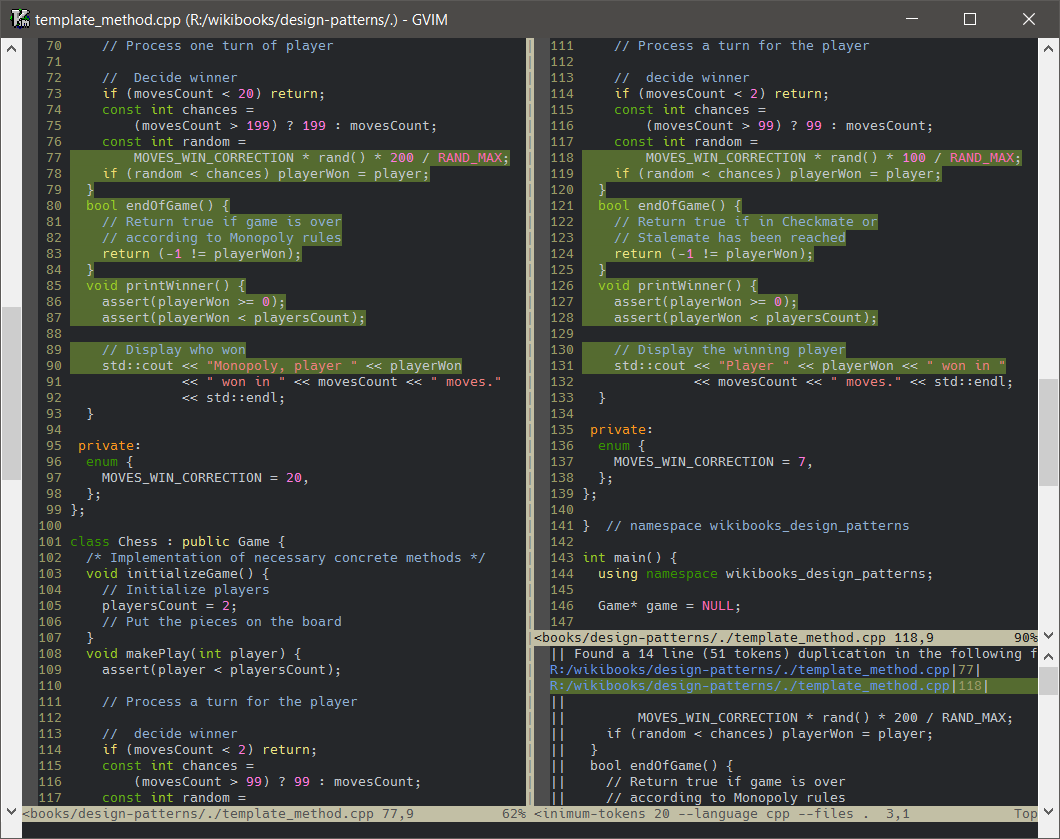 template_method.cpp (R:/wikibooks/design-patterns/.) - GVIM
70 // Process one turn of player
71
72 //  Decide winner
73 if (movesCount < 20) return;
74 const int chances =
75 (movesCount > 199) ? 199 : movesCount;
76 const int random =
77 MOVES_WIN_CORRECTION * rand() * 200 / RAND_MAX;
78 if (random < chances) playerWon = player;
79 }
80 bool endOfGame() {
81 // Return true if game is over
82 // according to Monopoly rules
83 return (-1 != playerWon);
84 }
85 void printWinner() {
86 assert(playerWon >= 0);
87 assert(playerWon < playersCount);
88
89 // Display who won
90 std::cout << "Monopoly, player " << playerWon
91 << " won in " << movesCount << " moves."
92 << std::endl;
93 }
94
95 private:
96 enum {
97 MOVES_WIN_CORRECTION = 20,
98 };
99 };
100
101 class Chess : public Game {
102 /* Implementation of necessary concrete methods */
103 void initializeGame() {
104 // Initialize players
105 playersCount = 2;
106 // Put the pieces on the board
107 }
108 void makePlay(int player) {
109 assert(player < playersCount);
110
111 // Process a turn for the player
112
113 //  decide winner
114 if (movesCount < 2) return;
115 const int chances =
116 (movesCount > 99) ? 99 : movesCount;
117 const int random =
<books/design-patterns/./template_method.cpp 77,9 62%
111 // Process a turn for the player
112
113 //  decide winner
114 if (movesCount < 2) return;
115 const int chances =
116 (movesCount > 99) ? 99 : movesCount;
117 const int random =
118 MOVES_WIN_CORRECTION * rand() * 100 / RAND_MAX;
119 if (random < chances) playerWon = player;
120 }
121 bool endOfGame() {
122 // Return true if in Checkmate or
123 // Stalemate has been reached
124 return (-1 != playerWon);
125 }
126 void printWinner() {
127 assert(playerWon >= 0);
128 assert(playerWon < playersCount);
129
130 // Display the winning player
131 std::cout << "Player " << playerWon << " won in "
132 << movesCount << " moves." << std::endl;
133 }
134
135 private:
136 enum {
137 MOVES_WIN_CORRECTION = 7,
138 };
139 };
140
141 }  // namespace wikibooks_design_patterns
142
143 int main() {
144 using namespace wikibooks_design_patterns;
145
146 Game* game = NULL;
147
<books/design-patterns/./template_method.cpp 118,9 90%
|| Found a 14 line (51 tokens) duplication in the following f
R:/wikibooks/design-patterns/./template_method.cpp|77|
R:/wikibooks/design-patterns/./template_method.cpp|118|
||
|| MOVES_WIN_CORRECTION * rand() * 200 / RAND_MAX;
|| if (random < chances) playerWon = player;
|| }
|| bool endOfGame() {
|| // Return true if game is over
|| // according to Monopoly rules
<inimum-tokens 20 --language cpp --files . 3,1 Top